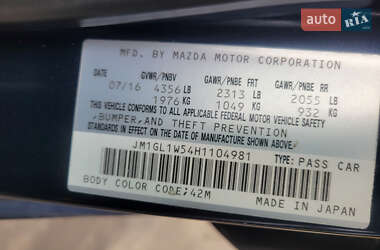 auto RIA
MFD. BY MAZDA MOTOR CORPORATION
GVWR/PNBV GAWR/PNBE FRT GAWR/PNBE RR
07/16 4356 LB 2313 LB 2055 LB
1976 KG 1049 KG 932 KG
THIS VEHICLE CONFORMS TO ALL APPLICABLE FEDERAL MOTOR VEHICLE SAFETY
,BUMPER, AND THEFT PREVENTION
STANDARDS IN EFFECT ON THE DATE OF MANUFACTURE SHOWN ABOVE.
JM1GL1W54H1104981 TYPE: PASS CAR
BODY COLOR CODE;42M MADE IN JAPAN